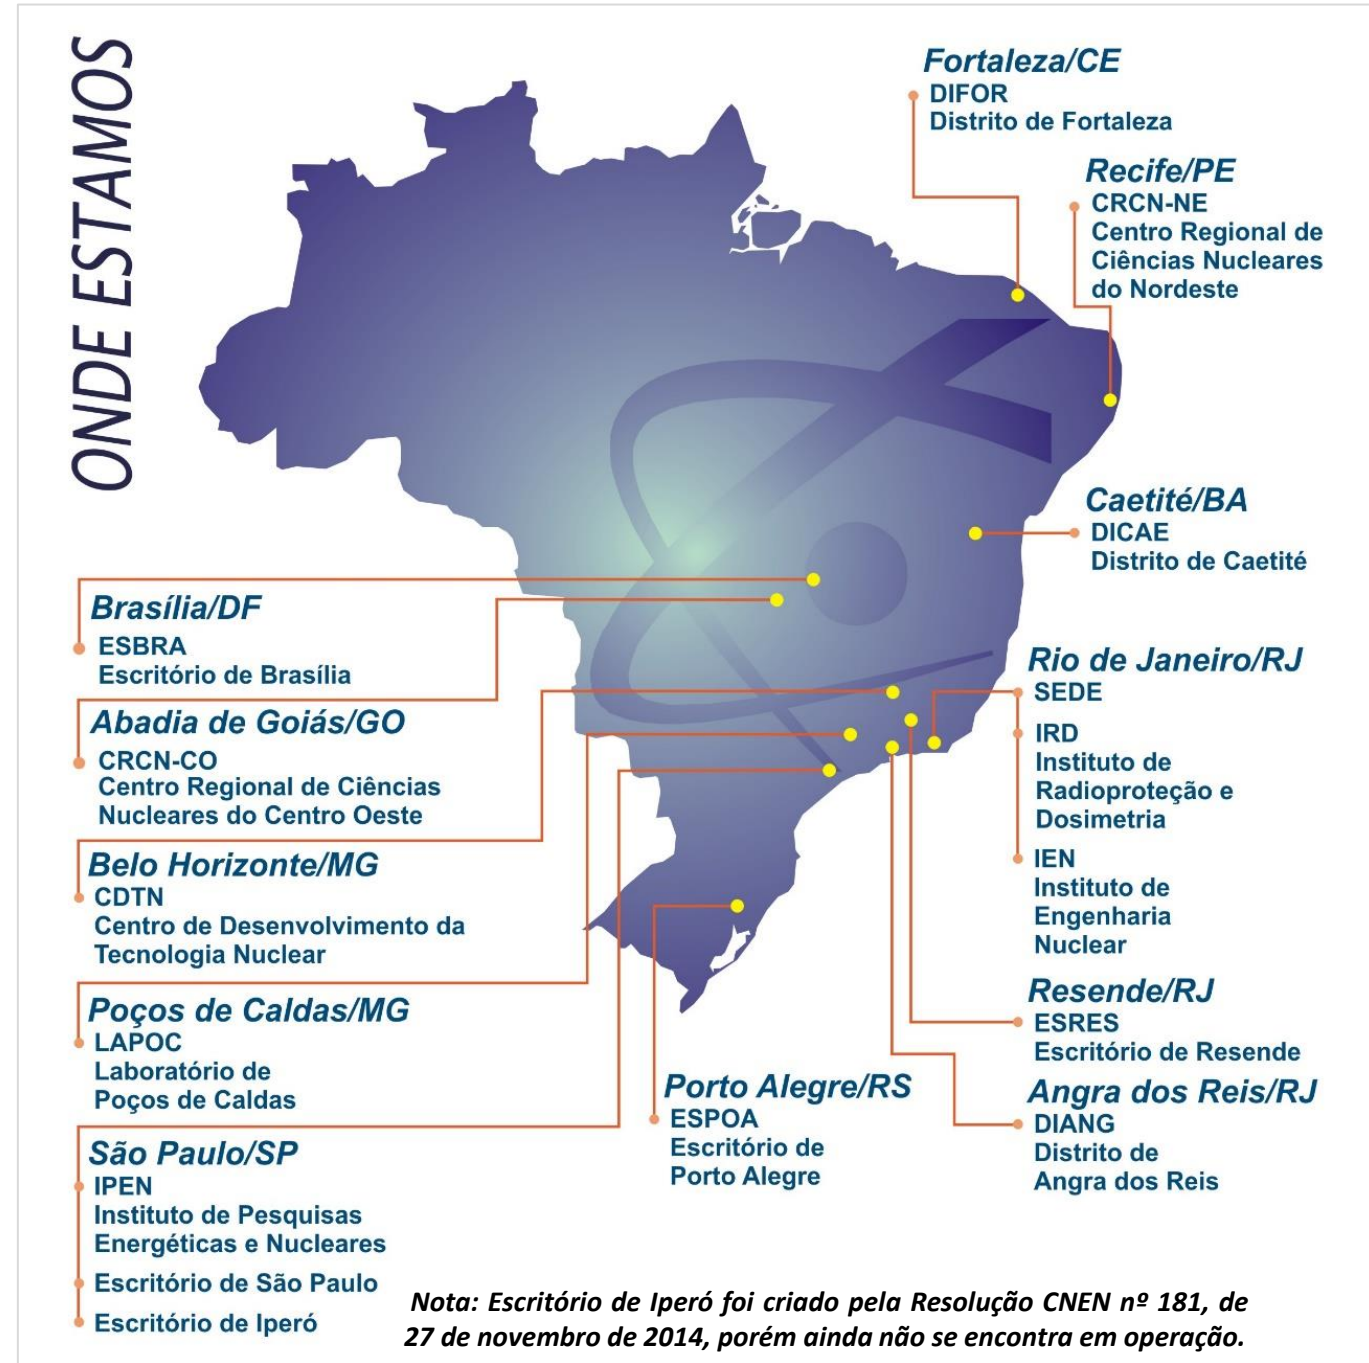 ONDE ESTAMOS
Fortaleza/CE
DIFOR
Distrito de Fortaleza
Recife/PE
CRCN-NE
Centro Regional de
Ciências Nucleares
do Nordeste
Caetité/BA
DICAE
Distrito de Caetité
Brasília/DF
ESBRA
Escritório de Brasília
Abadia de Goiás/GO
CRCN-CO
Centro Regional de Ciências
Nucleares do Centro Oeste
Belo Horizonte/MG
CDTN
Centro de Desenvolvimento da
Tecnologia Nuclear
Poços de Caldas/MG
LAPOC
Laboratório de
Poços de Caldas
São Paulo/SP
IPEN
Instituto de Pesquisas
Energéticas e Nucleares
Escritório de São Paulo
Escritório de Iperó
Porto Alegre/RS
ESPOA
Escritório de
Porto Alegre
Rio de Janeiro/RJ
SEDE
IRD
Instituto de
Radioproteção e
Dosimetria
IEN
Instituto de
Engenharia
Nuclear
Resende/RJ
ESRES
Escritório de Resende
Angra dos Reis/RJ
DIANG
Distrito de
Angra dos Reis
Nota: Escritório de Iperó foi criado pela Resolução CNEN nº 181, de
27 de novembro de 2014, porém ainda não se encontra em operação.